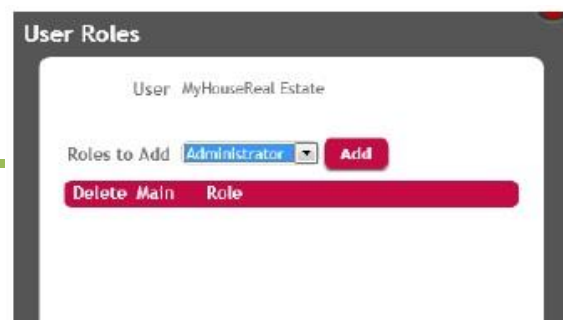 User Roles
User MyHouseReal Estate
Roles to Add Administrator Add
Delete Main Role